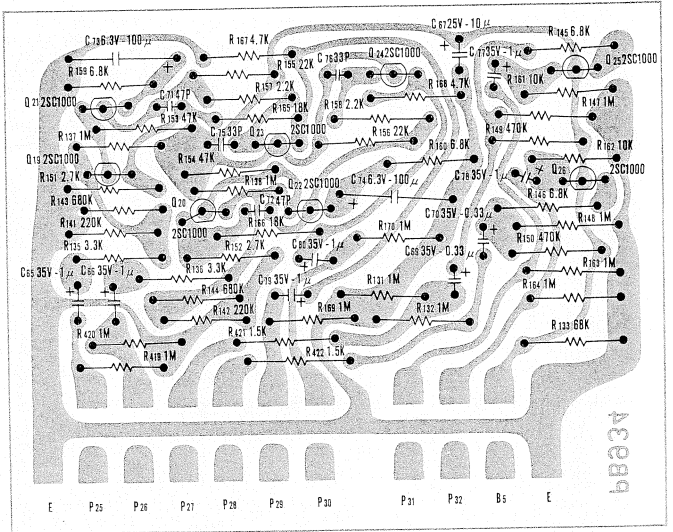 C73 6.3V-100μ
R167 4.7K
R155 22K
C76 33P
Q24 2SC1000
C67 25V-10μ
R145 6.8K
C77 35V-1μ
Q25 2SC1000
R159 6.8K
R157 2.2K
R168 4.7K
R161 10K
Q21 2SC1000
C71 47P
R165 18K
R158 2.2K
R147 1M
R153 47K
C75 33P
Q23 2SC1000
R149 470K
R137 1M
R156 22K
R162 10K
Q19 2SC1000
R154 47K
R160 6.8K
R151 2.7K
R138 1M
Q22 2SC1000
C74 6.3V-100μ
C78 35V-1μ
Q26 2SC1000
R143 680K
Q20 2SC1000
C72 47P
R146 6.8K
R141 220K
R166 18K
C70 35V-0.33μ
R148 1M
R135 3.3K
R152 2.7K
C80 35V-1μ
R170 1M
R150 470K
C65 35V-1μ
C66 35V-1μ
R136 3.3K
C69 35V-0.33μ
R163 1M
R144 680K
C79 35V-1μ
R131 1M
R164 1M
R142 220K
R169 1M
R132 1M
R420 1M
R421 1.5K
R133 68K
R419 1M
R422 1.5K
P8934
E P25 P26 P27 P28 P29 P30 P31 P32 B5 E